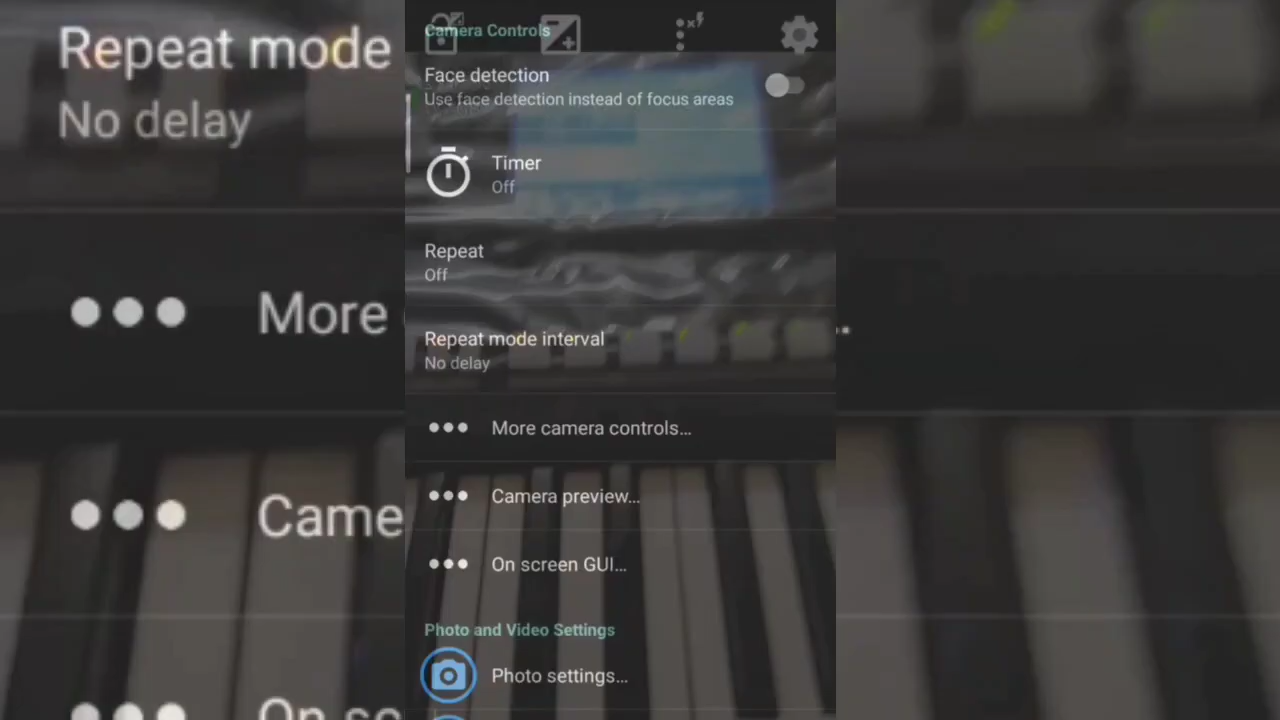 Camera Controls
Face detection
Use face detection instead of focus areas
Timer
Off
Repeat
Off
Repeat mode interval
No delay
More camera controls...
Camera preview...
On screen GUI...
Photo and Video Settings
Photo settings...
Repeat mode
No delay
More
Came
On sc